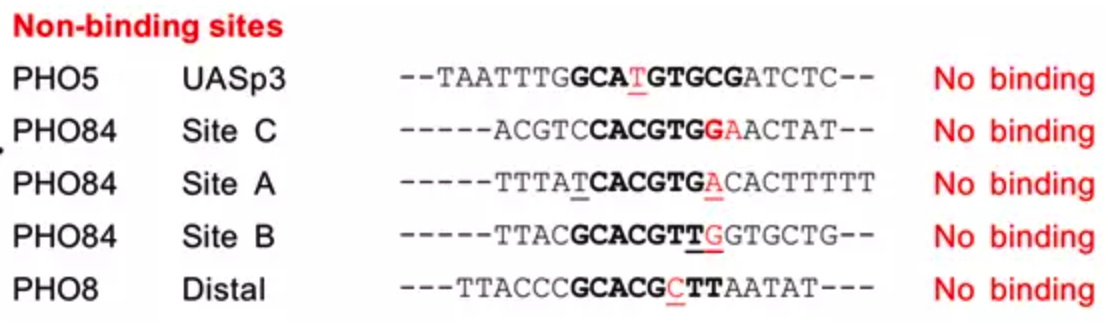 Non-binding sites
PHO5 UASp3 --TAATTTGGCATGTGCGATCTC-- No binding
PHO84 Site C -----ACGTCCACGTGGAACTAT-- No binding
PHO84 Site A -----TTTATCACGTGACACTTTTT No binding
PHO84 Site B -----TTACGCACGTTGGTGCTG-- No binding
PHO8 Distal ---TTACCCGCACGCTTAATAT--- No binding